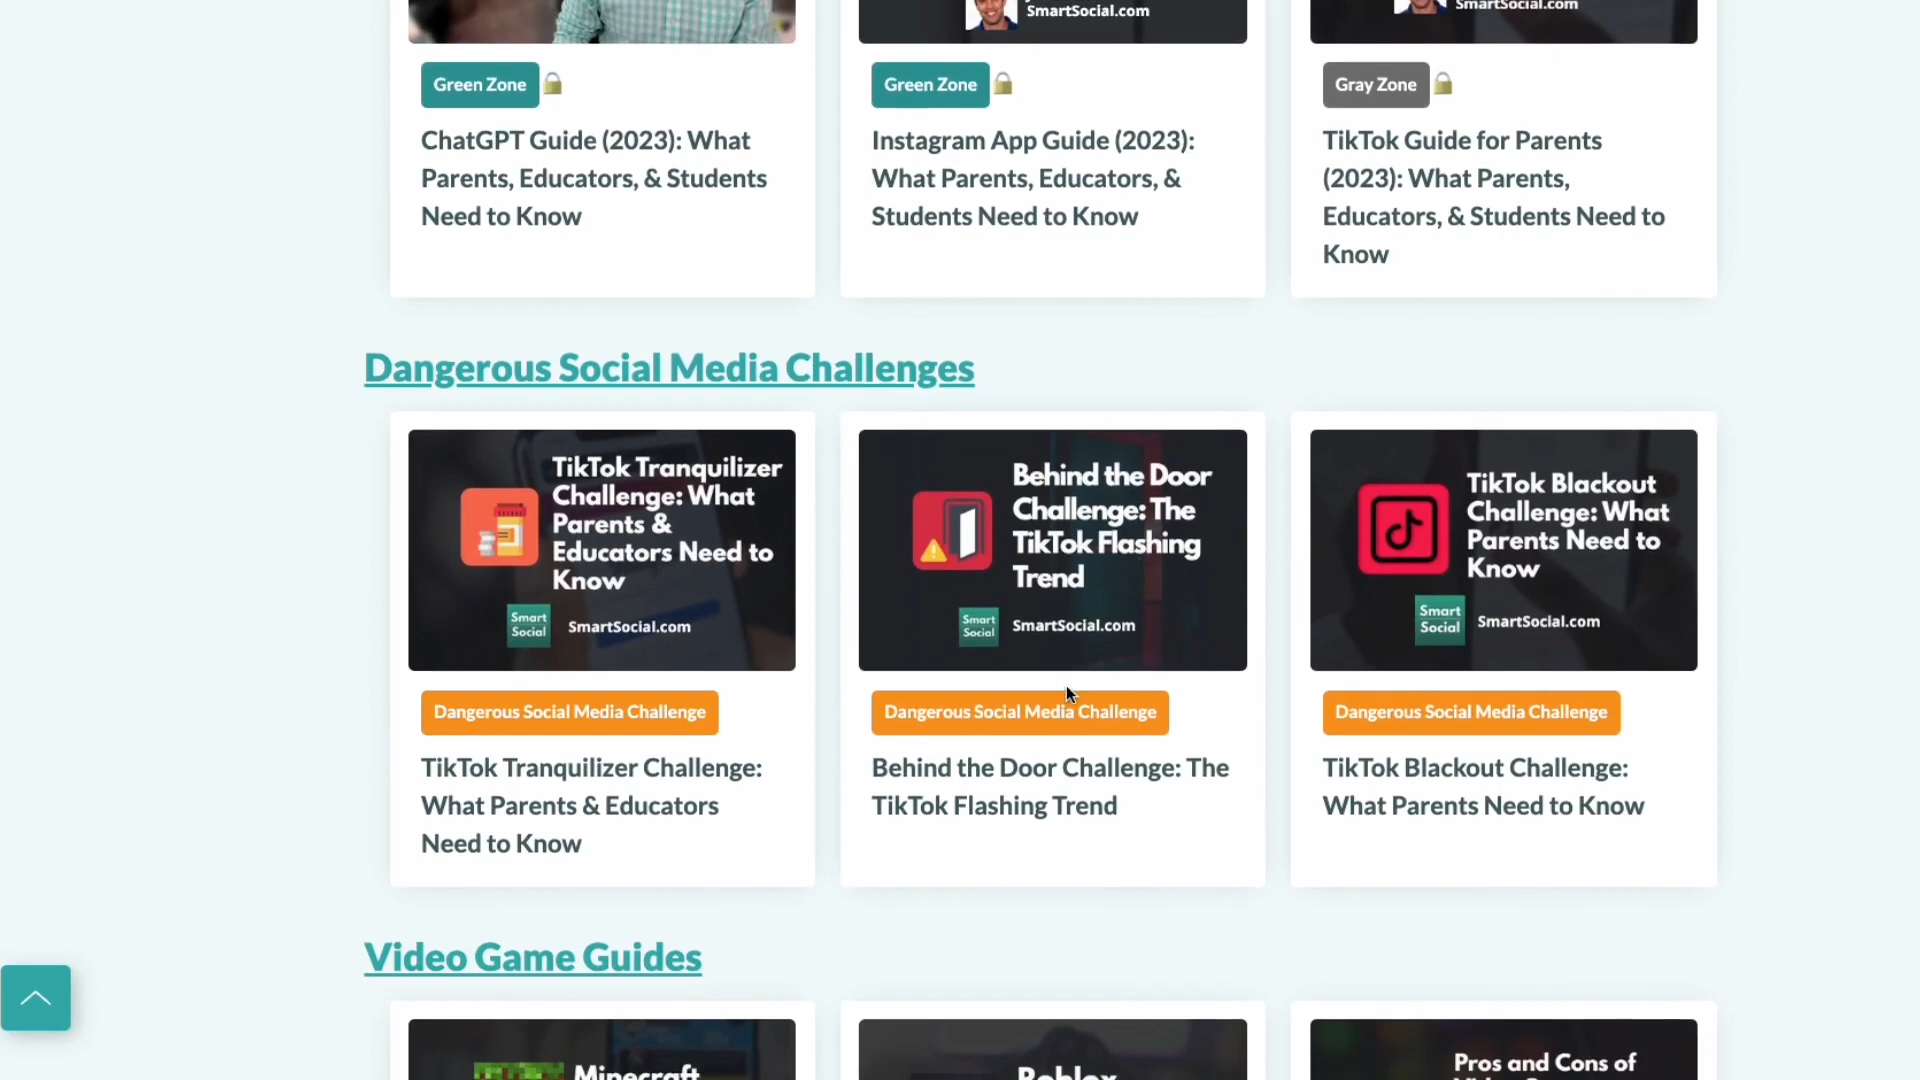 SmartSocial.com
SmartSocial.com
Green Zone
Green Zone
Gray Zone
ChatGPT Guide (2023): What
Parents, Educators, & Students
Need to Know
Instagram App Guide (2023):
What Parents, Educators, &
Students Need to Know
TikTok Guide for Parents
(2023): What Parents,
Educators, & Students Need to
Know
Dangerous Social Media Challenges
TikTok Tranquilizer
Challenge: What
Parents &
Educators Need to
Know
Smart
Social
SmartSocial.com
Behind the Door
Challenge: The
TikTok Flashing
Trend
Smart
Social
SmartSocial.com
TikTok Blackout
Challenge: What
Parents Need to
Know
Smart
Social
SmartSocial.com
Dangerous Social Media Challenge
Dangerous Social Media Challenge
Dangerous Social Media Challenge
TikTok Tranquilizer Challenge:
What Parents & Educators
Need to Know
Behind the Door Challenge: The
TikTok Flashing Trend
TikTok Blackout Challenge:
What Parents Need to Know
Video Game Guides
Minecraft
Roblox
Pros and Cons of